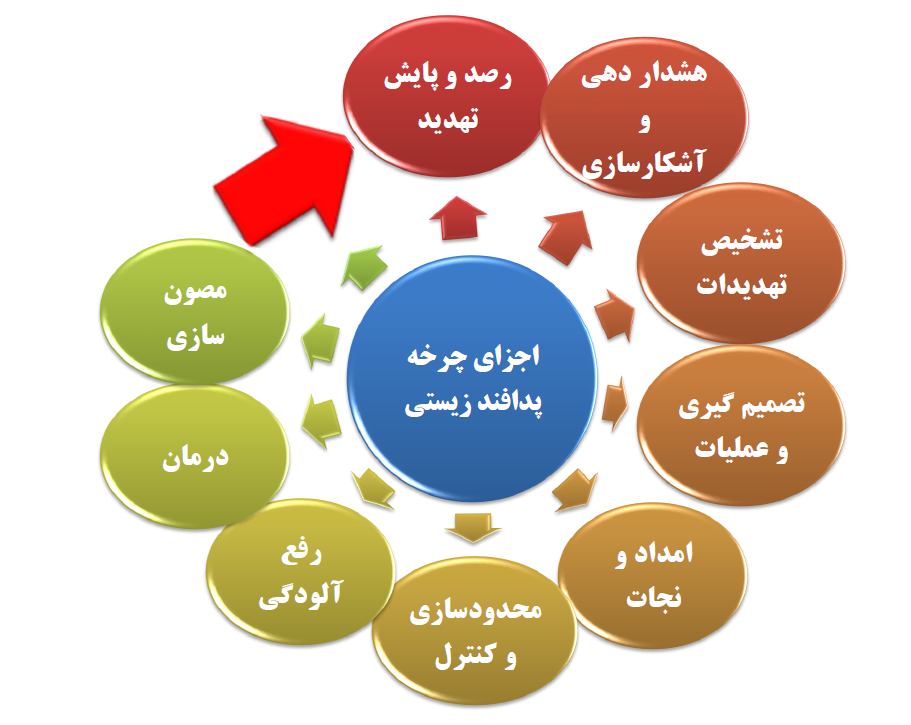 اجزای چرخه
پدافند زیستی
رصد و پایش
تهدید
هشدار دهی
و
آشکارسازی
تشخیص
تهدیدات
تصمیم گیری
و عملیات
امداد و
نجات
محدودسازی
و کنترل
رفع
آلودگی
درمان
مصون
سازی